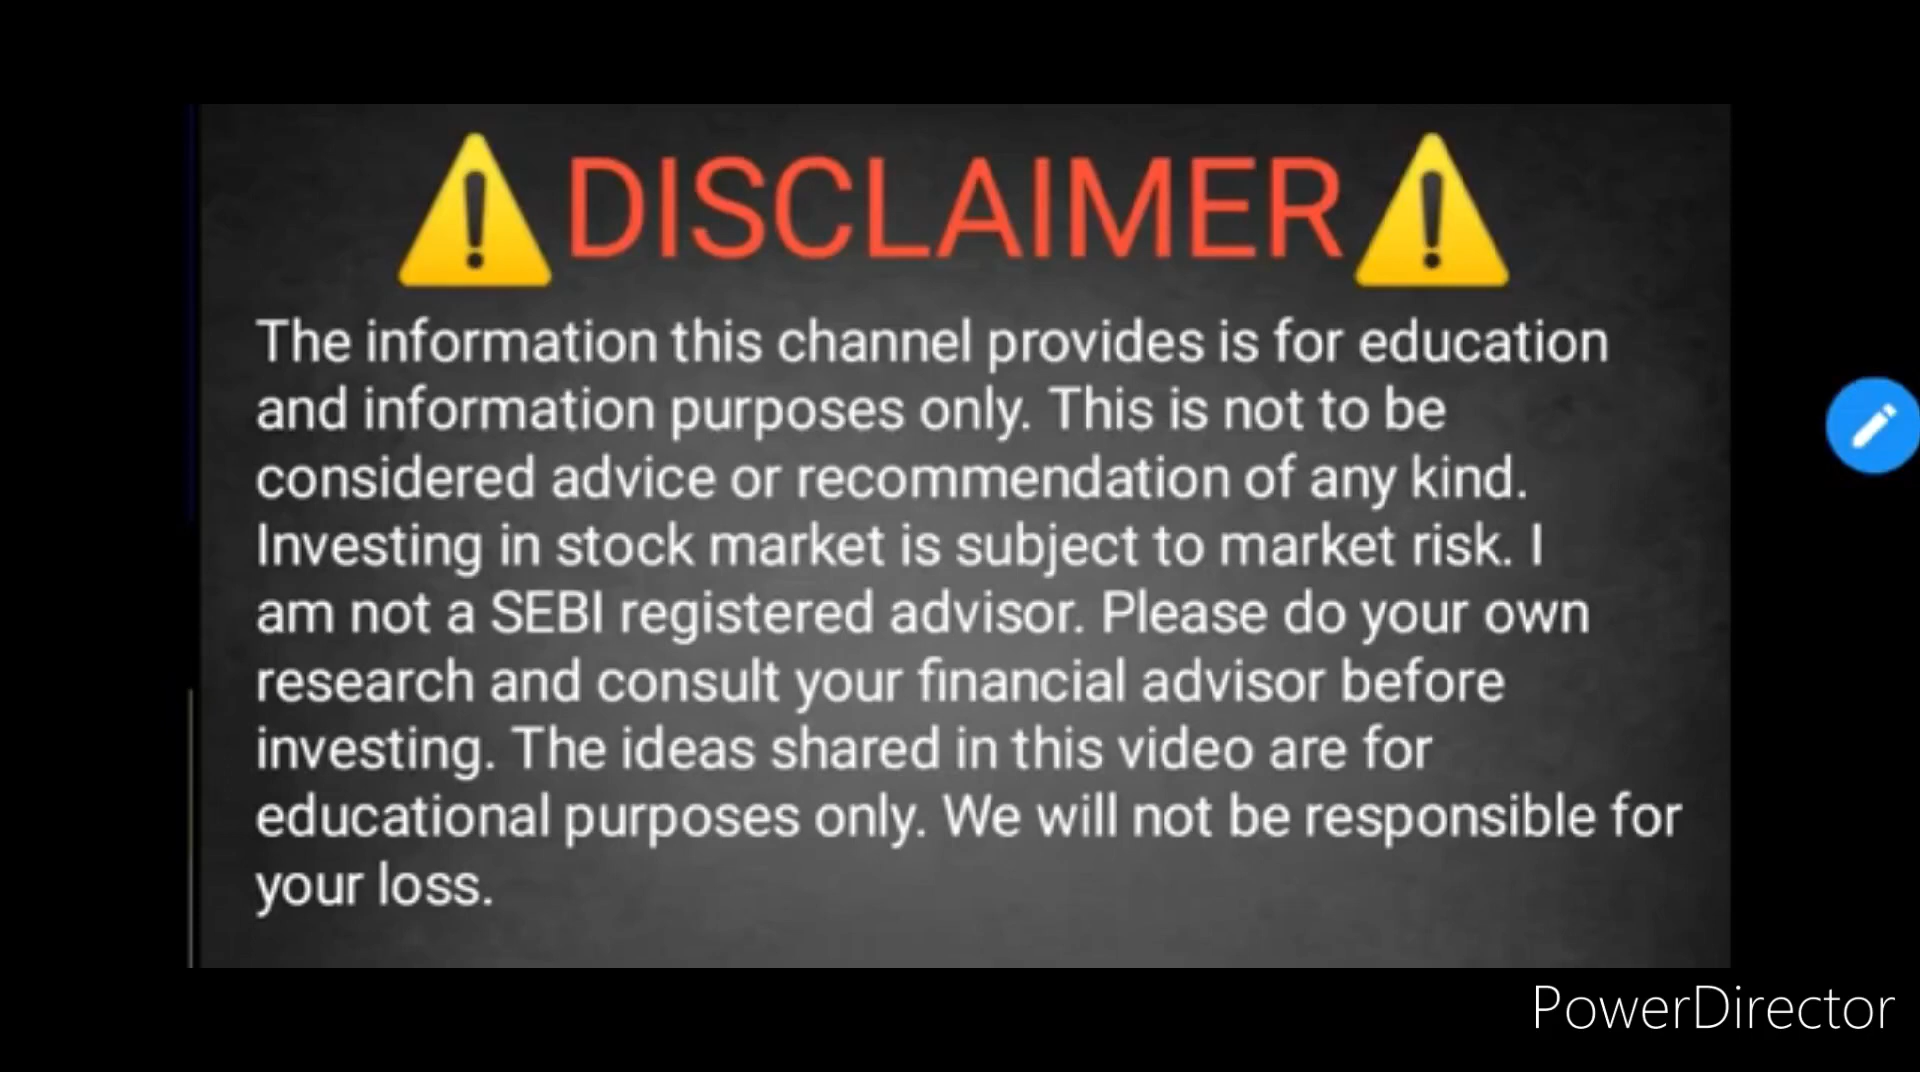 ⚠DISCLAIMER⚠
The information this channel provides is for education
and information purposes only. This is not to be
considered advice or recommendation of any kind.
Investing in stock market is subject to market risk. I
am not a SEBI registered advisor. Please do your own
research and consult your financial advisor before
investing. The ideas shared in this video are for
educational purposes only. We will not be responsible for
your loss.
PowerDirector